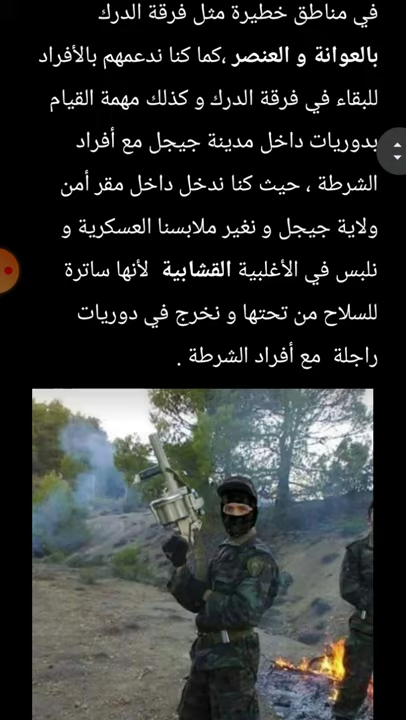 في مناطق خطيرة مثل فرقة الدرك
بالعوانة و العنصر ،كما كنا ندعمهم بالأفراد
للبقاء في فرقة الدرك و كذلك مهمة القيام
بدوريات داخل مدينة جيجل مع أفراد
الشرطة ، حيث كنا ندخل داخل مقر أمن
ولاية جيجل و نغير ملابسنا العسكرية و
نلبس في الأغلبية القشابية لأنها ساترة
للسلاح من تحتها و نخرج في دوريات
راجلة مع أفراد الشرطة .